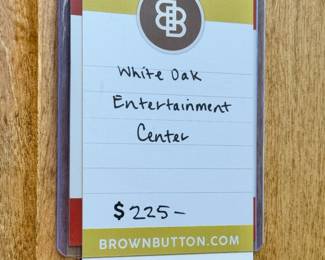 White Oak
Entertainment
Center
$225-
BROWNBUTTON.COM